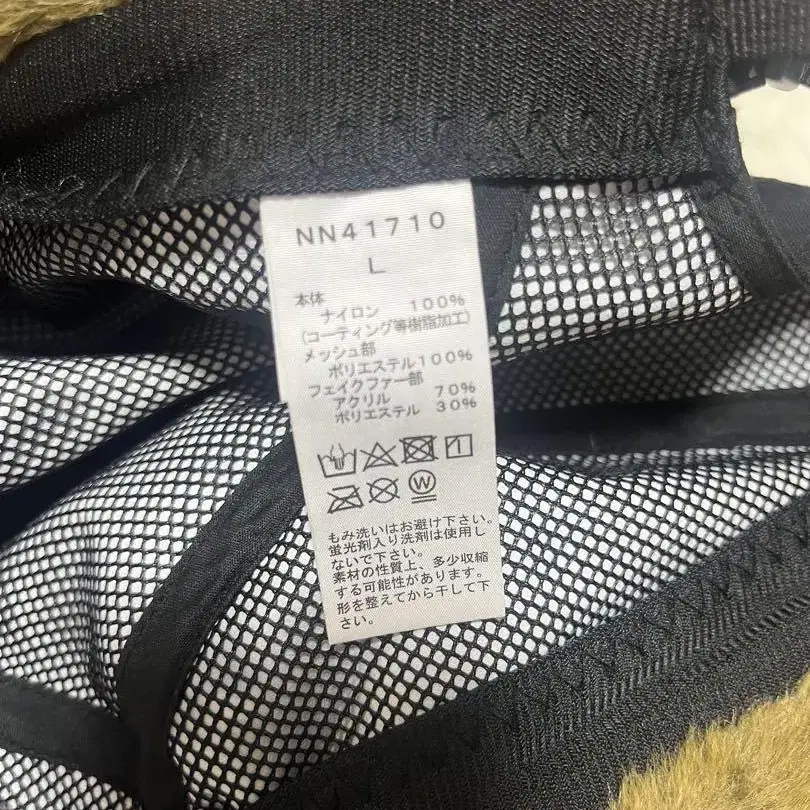 NN41710
L
本体
ナイロン 100%
(コーティング等樹脂加工)
メッシュ部
ポリエステル100%
フェイクファー部
アクリル 70%
ポリエステル 30%
W
もみ洗いはお避け下さい。
蛍光剤入り洗剤は使用し
ないで下さい。
素材の性質上、多少収縮
する可能性があります。
形を整えてから干して下
さい。